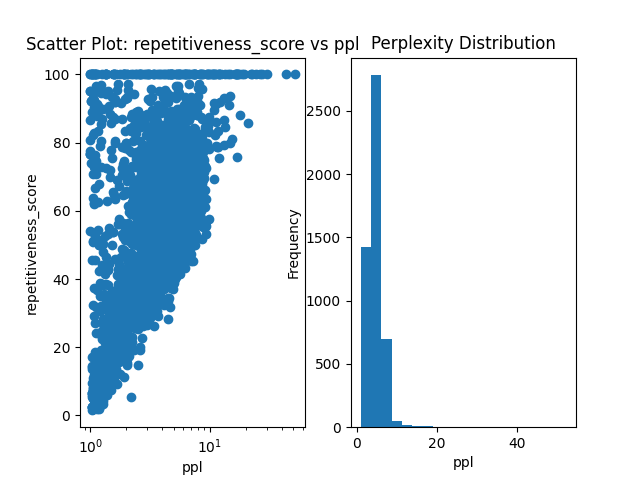 Scatter Plot: repetitiveness_score vs ppl
100
80
60
40
20
0
repetitiveness_score
10^0
10^1
ppl
Perplexity Distribution
2500
2000
1500
1000
500
0
Frequency
0
20
40
ppl